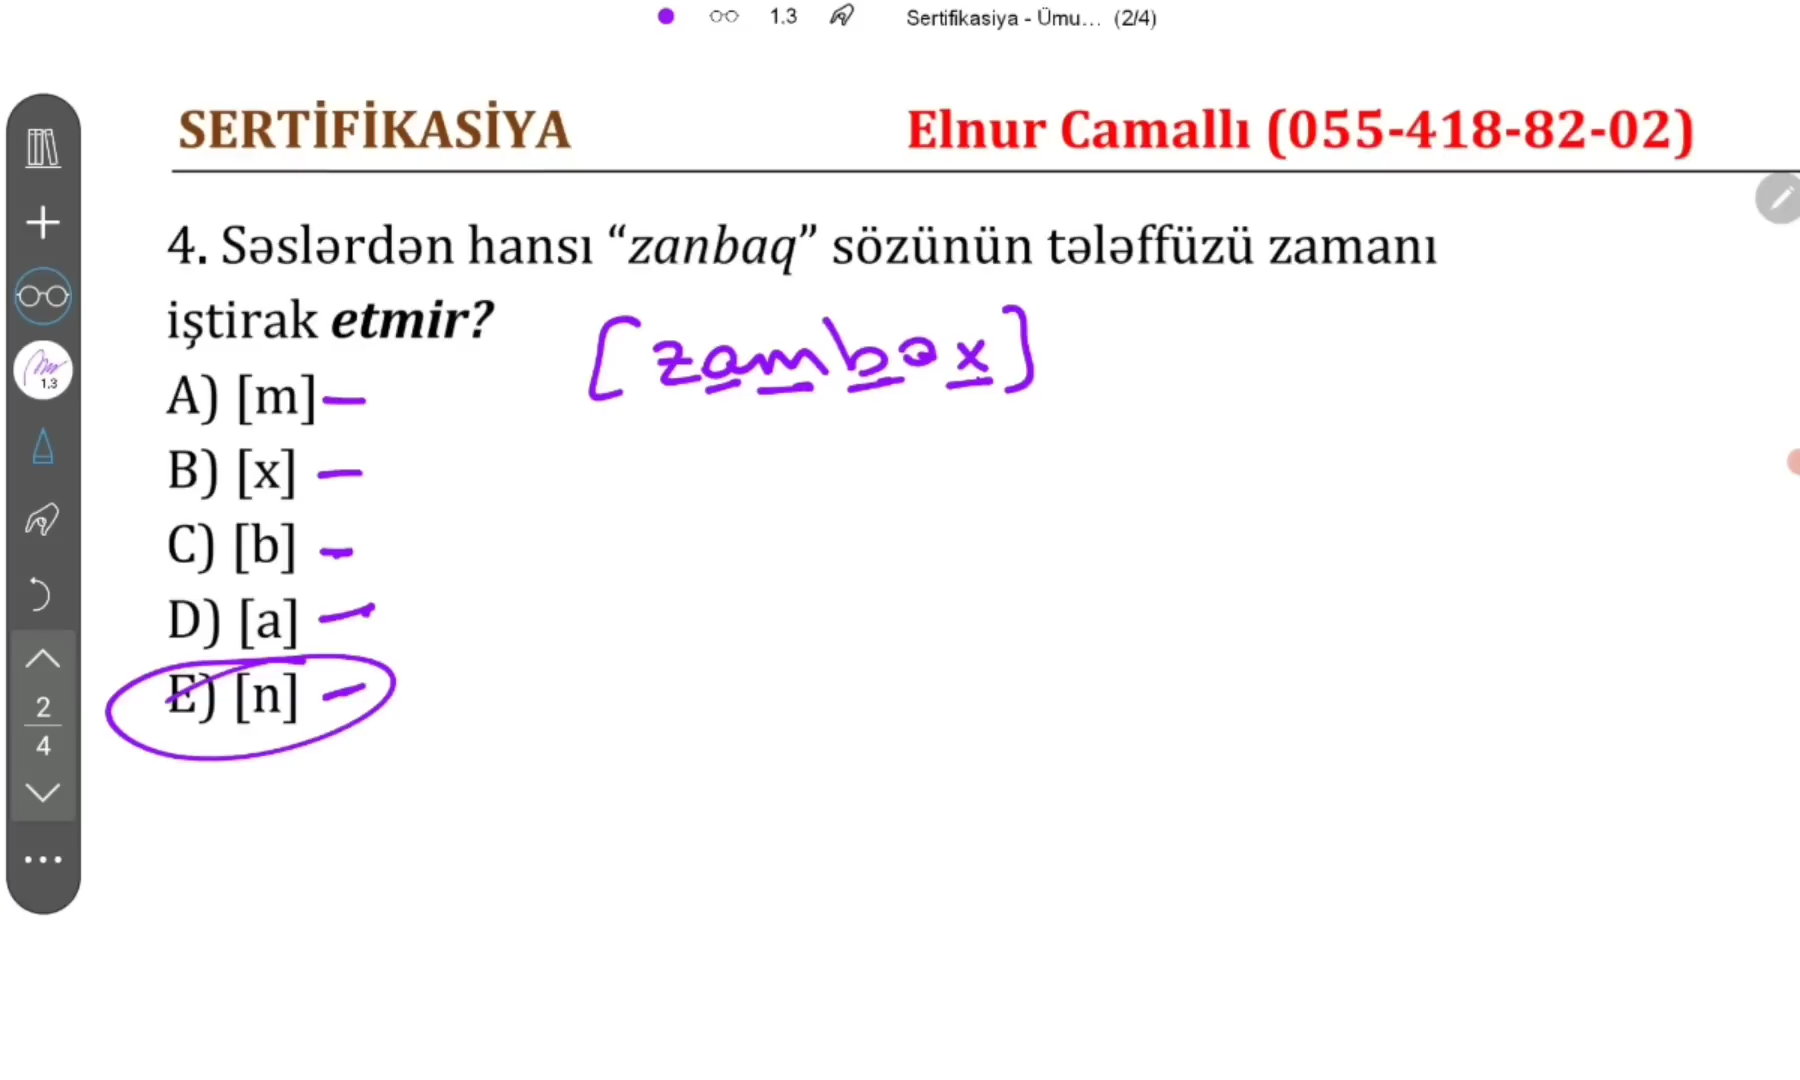 1.3 Sertifikasiya - Ümu... (2/4)
SERTİFİKASİYA Elnur Camallı (055-418-82-02)
4. Səslərdən hansı “zanbaq” sözünün tələffüzü zamanı
iştirak etmir?
[zambax]
A) [m]
B) [x]
C) [b]
D) [a]
E) [n]
1.3
2
4